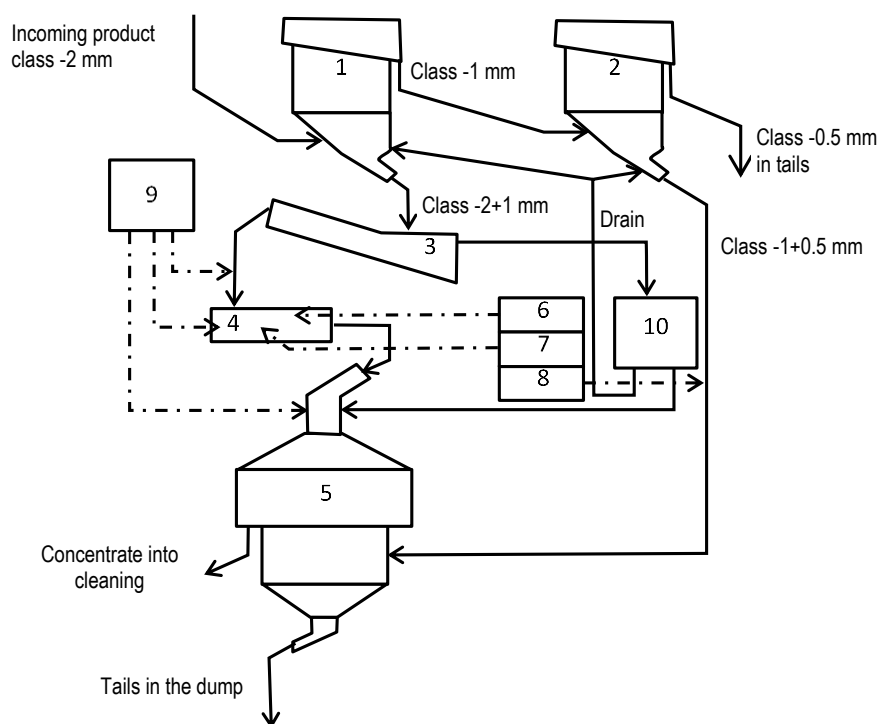 Incoming product
class -2 mm
1
Class -1 mm
2
Class -0.5 mm
in tails
9
Class -2+1 mm
3
Drain
Class -1+0.5 mm
4
6
7
8
10
5
Concentrate into
cleaning
Tails in the dump